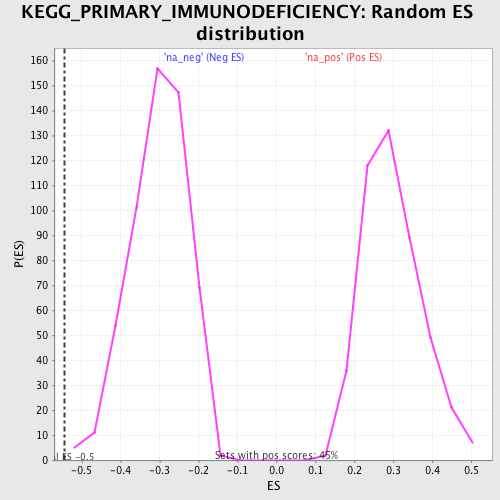 KEGG_PRIMARY_IMMUNODEFICIENCY: Random ES
distribution
'na_neg' (Neg ES) 'na_pos' (Pos ES)
160
150
140
130
120
110
100
90
80
70
60
50
40
30
20
10
0
P(ES)
ES -0.5
Sets with pos scores: 45%
-0.5 -0.4 -0.3 -0.2 -0.1 0.0 0.1 0.2 0.3 0.4 0.5
ES